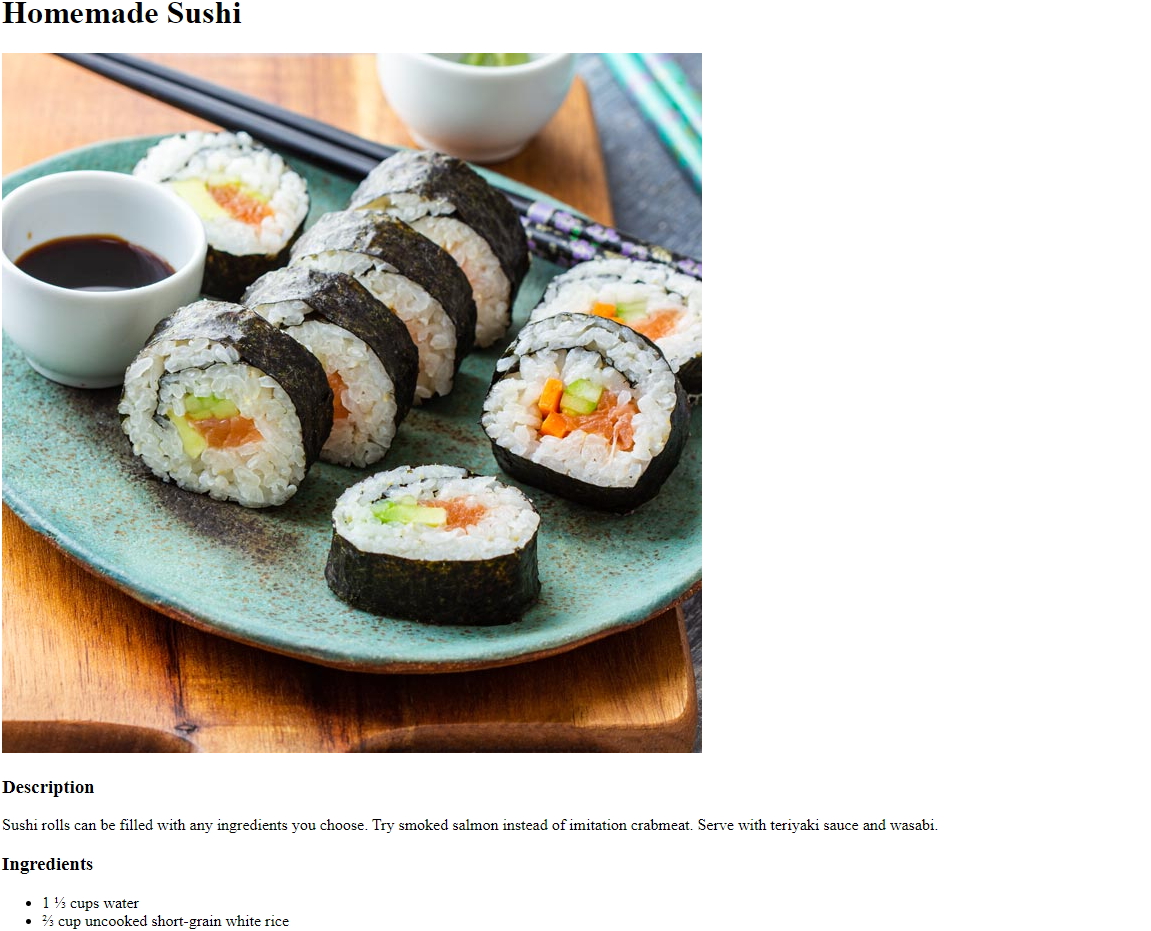 Homemade Sushi
Description
Sushi rolls can be filled with any ingredients you choose. Try smoked salmon instead of imitation crabmeat. Serve with teriyaki sauce and wasabi.
Ingredients
• 1 ⅓ cups water
• ⅔ cup uncooked short-grain white rice